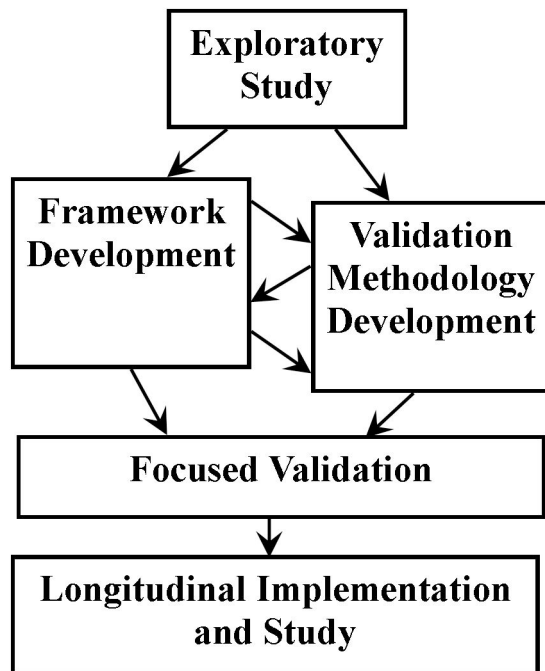 Exploratory
Study
Framework
Development
Validation
Methodology
Development
Focused Validation
Longitudinal Implementation
and Study